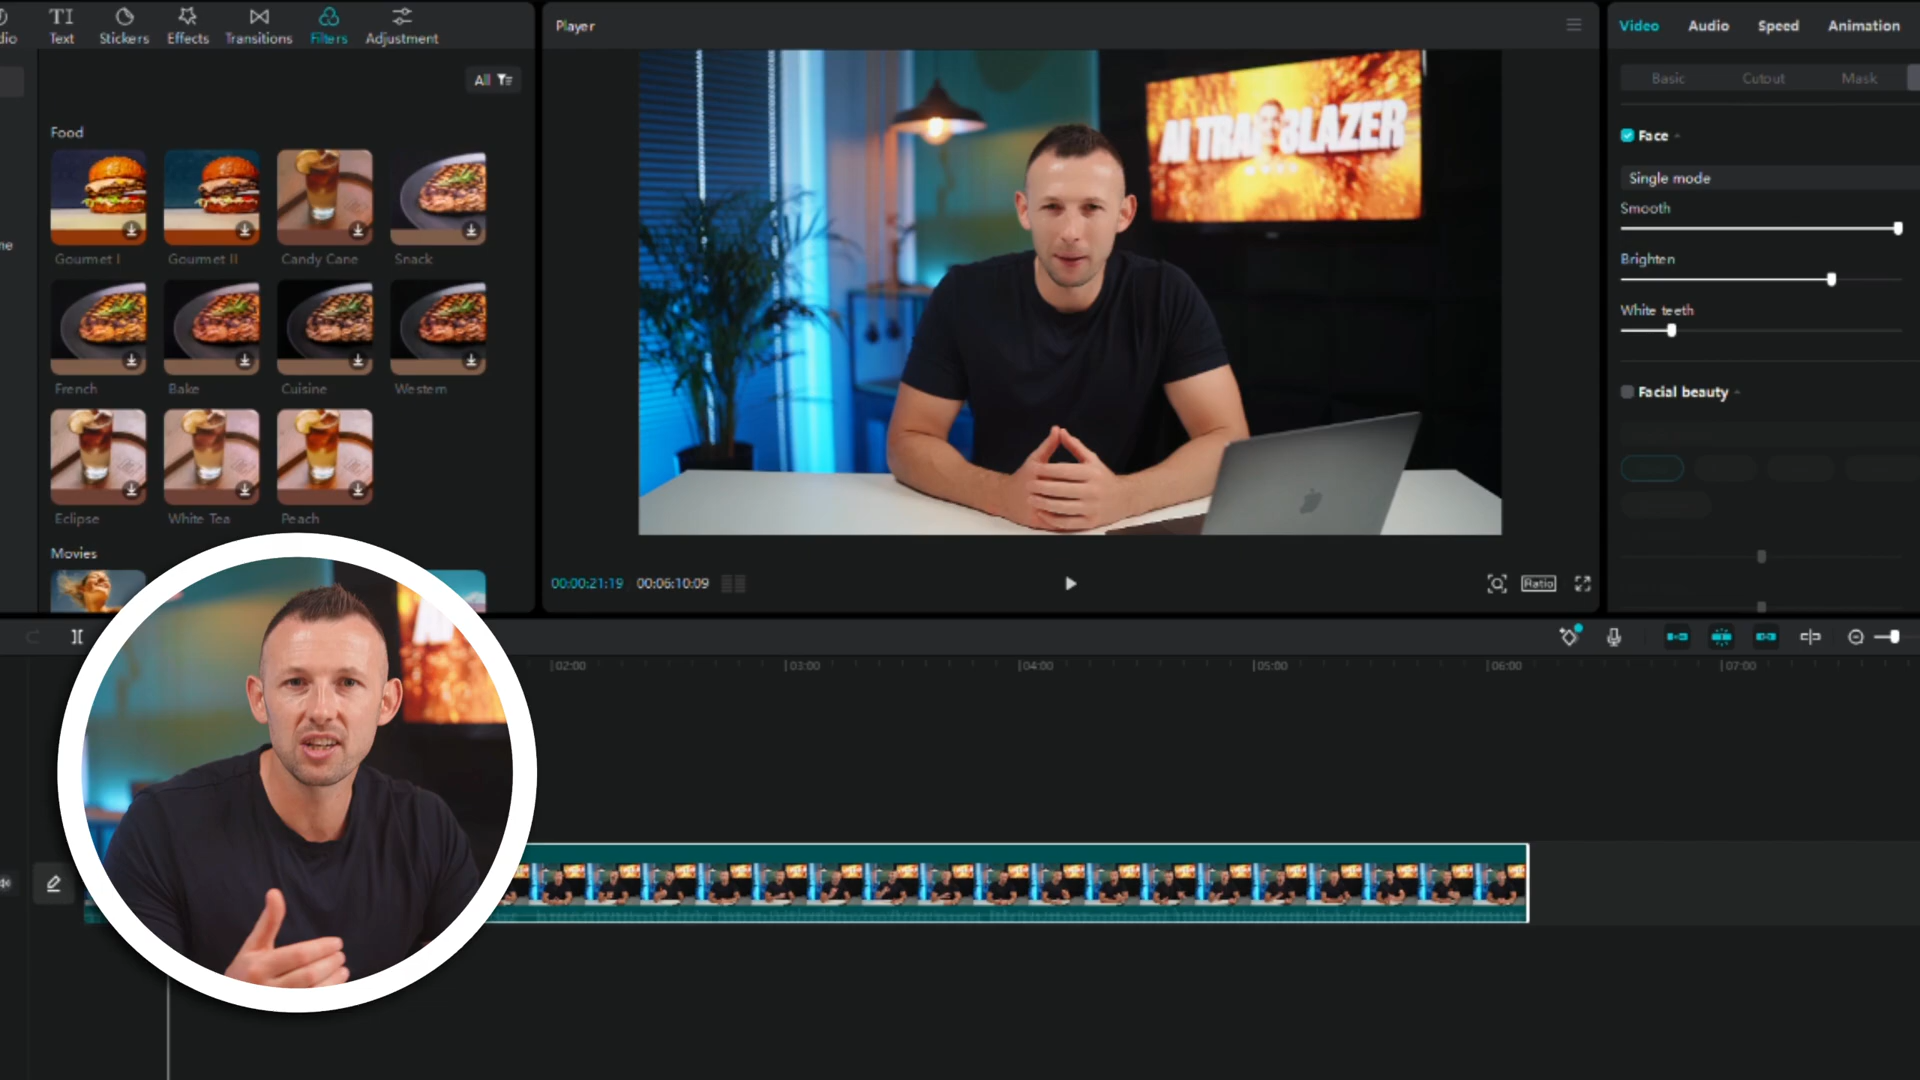 dio
Text
Stickers
Effects
Transitions
Filters
Adjustment
All
Food
Gourmet I
Gourmet II
Candy Cane
Snack
French
Bake
Cuisine
Western
Eclipse
White Tea
Peach
Movies
ne
Player
AI TRAILBLAZER
00:00:21:19
00:06:10:09
Ratio
Video
Audio
Speed
Animation
Basic
Cutout
Mask
Face
Single mode
Smooth
Brighten
White teeth
Facial beauty
02:00
03:00
04:00
05:00
06:00
07:00